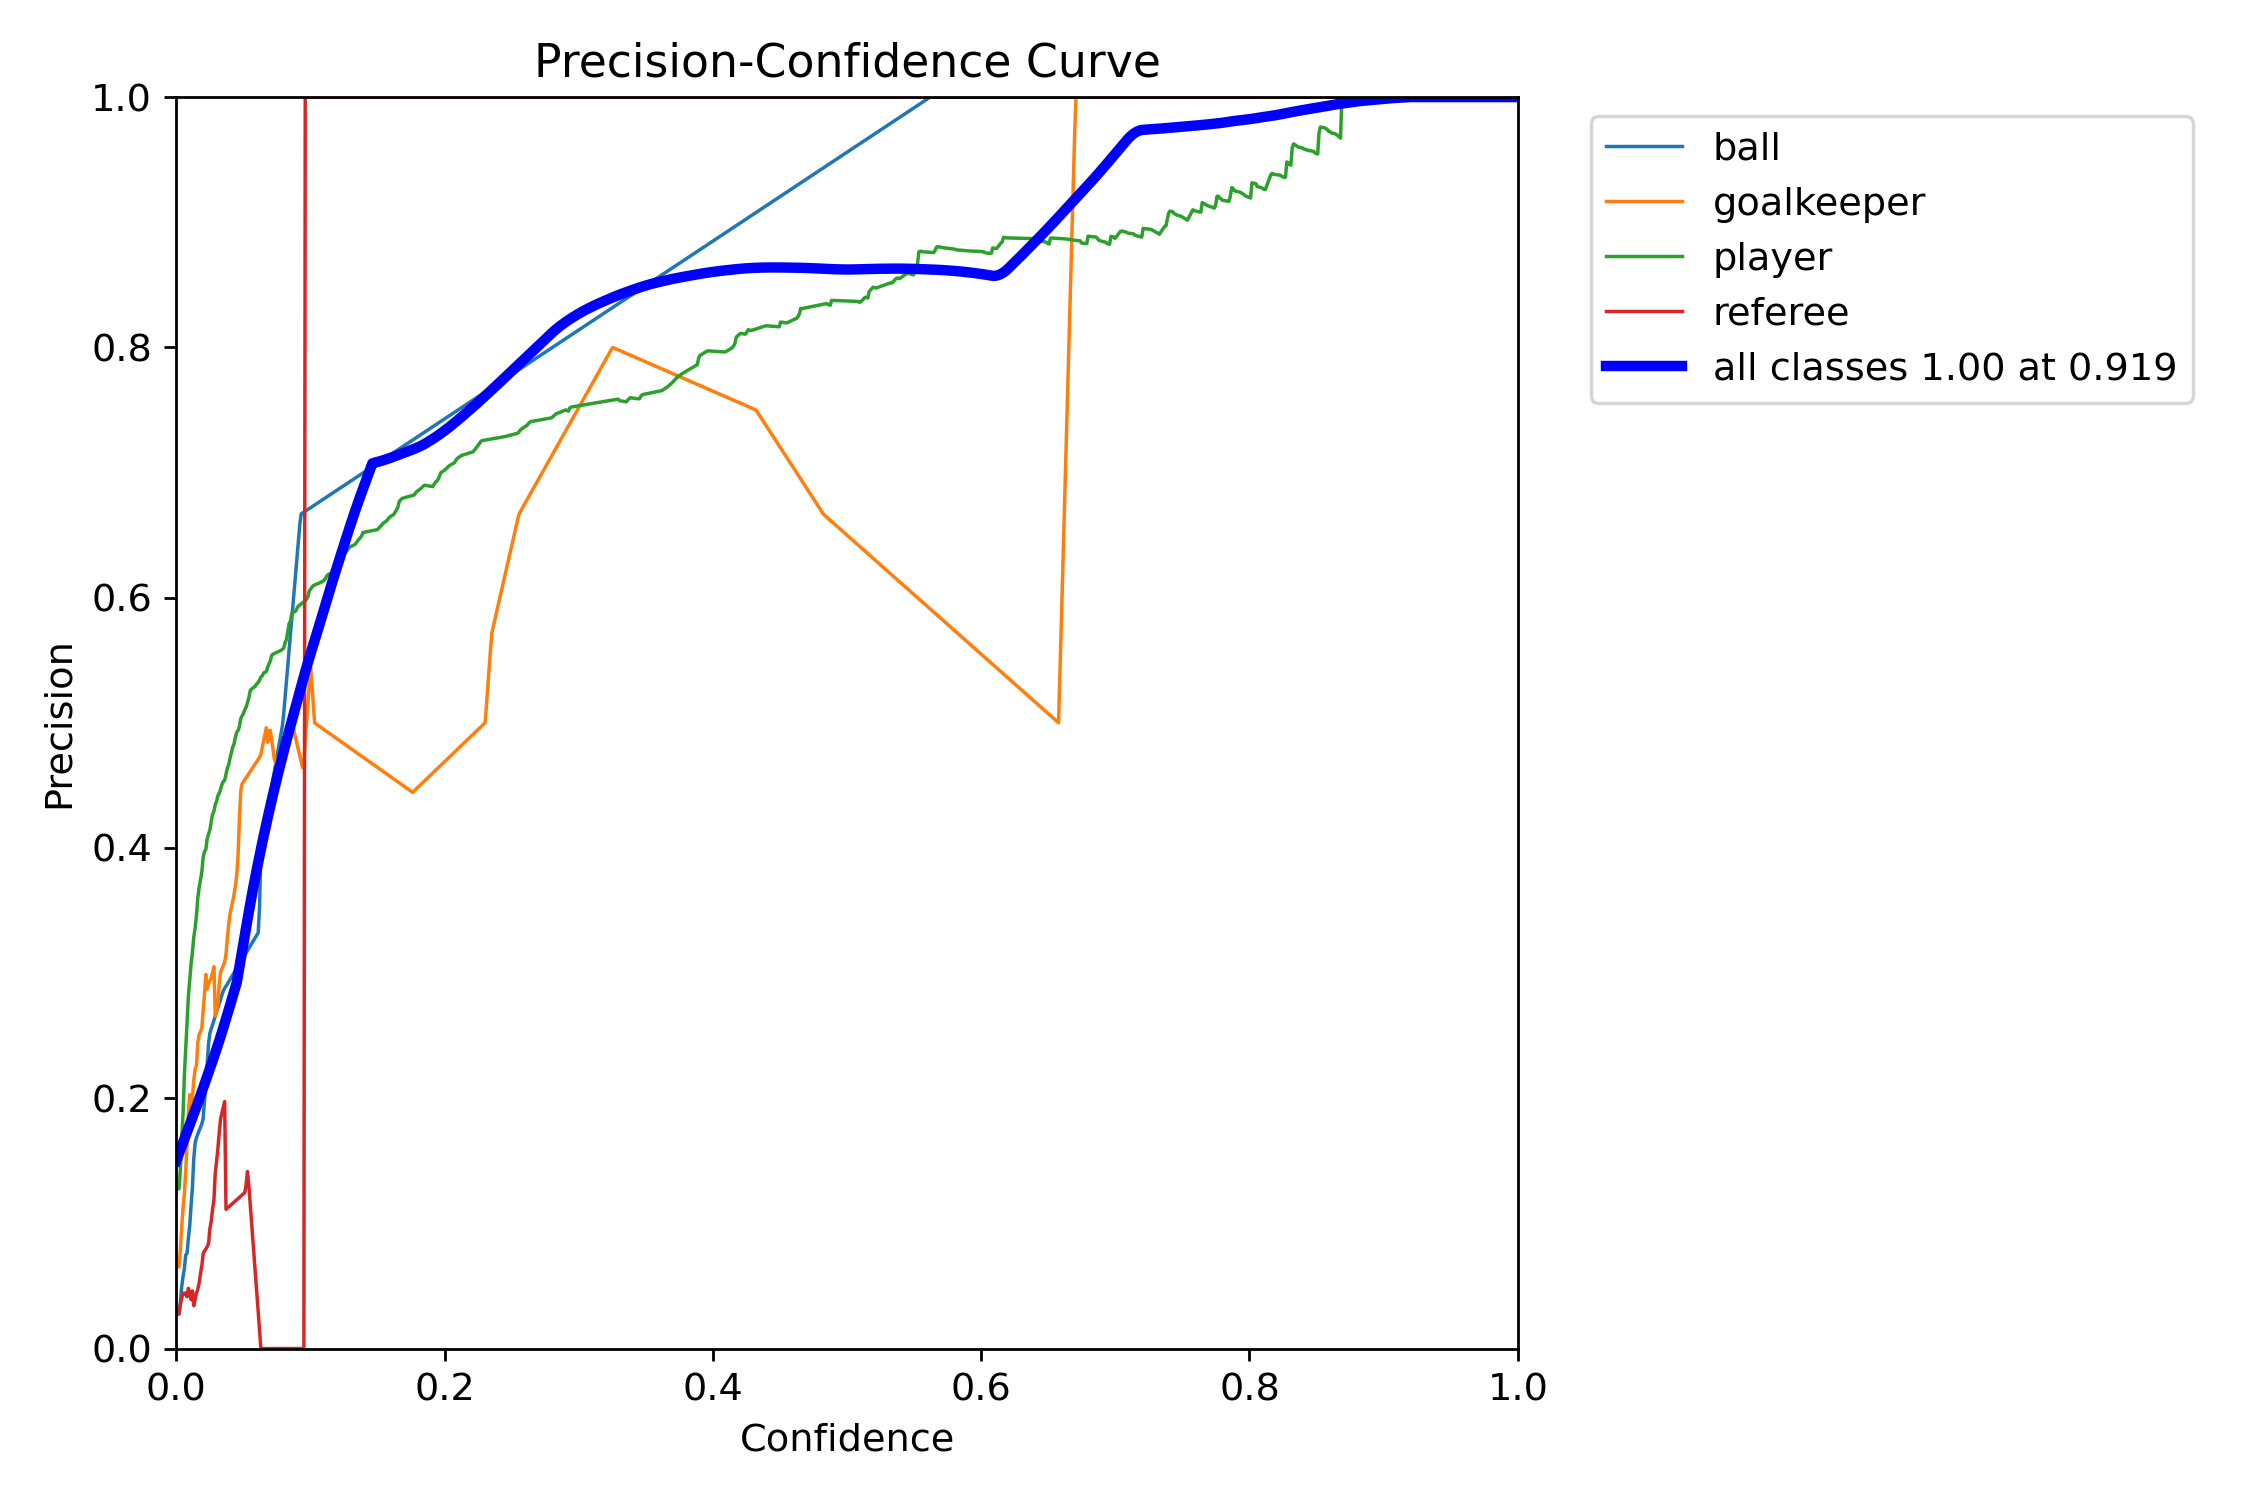 Precision-Confidence Curve
1.0
0.8
0.6
0.4
0.2
0.0
Precision
0.0 0.2 0.4 0.6 0.8 1.0
Confidence
ball
goalkeeper
player
referee
all classes 1.00 at 0.919